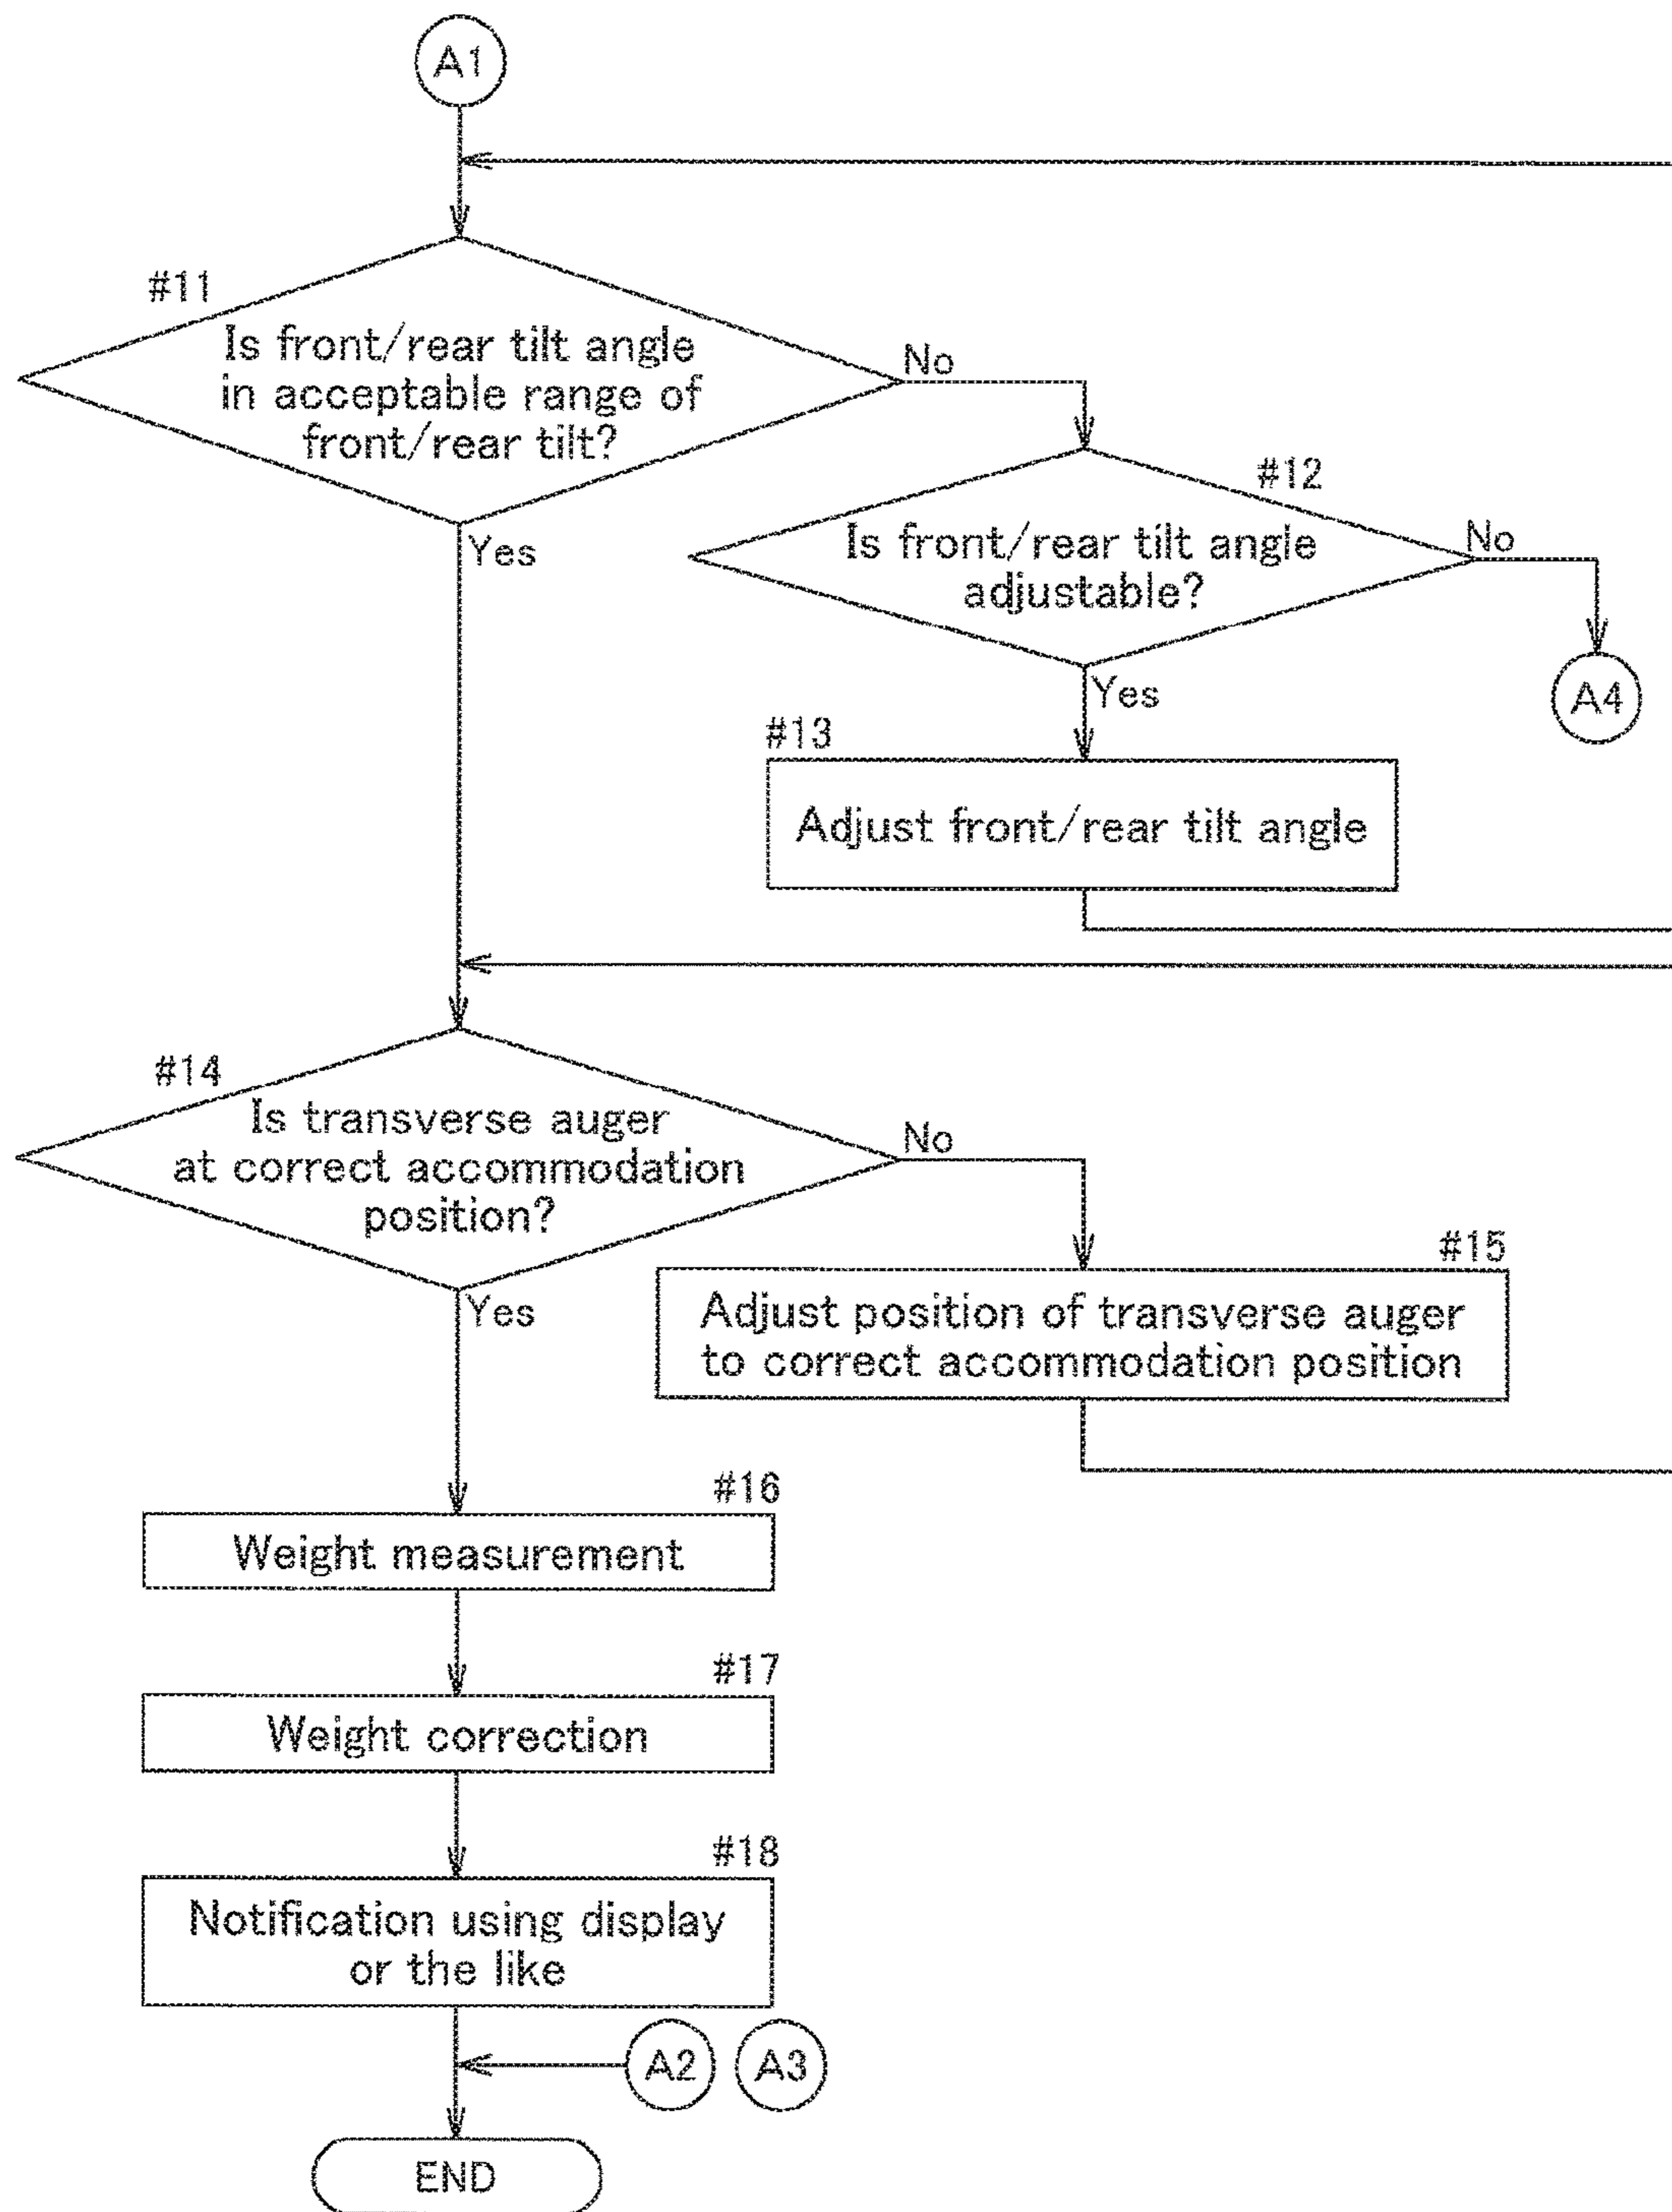 A1
#11
Is front/rear tilt angle
in acceptable range of
front/rear tilt?
No
Yes
#12
Is front/rear tilt angle
adjustable?
No
Yes
A4
#13
Adjust front/rear tilt angle
#14
Is transverse auger
at correct accommodation
position?
No
Yes
#15
Adjust position of transverse auger
to correct accommodation position
#16
Weight measurement
#17
Weight correction
#18
Notification using display
or the like
A2 A3
END